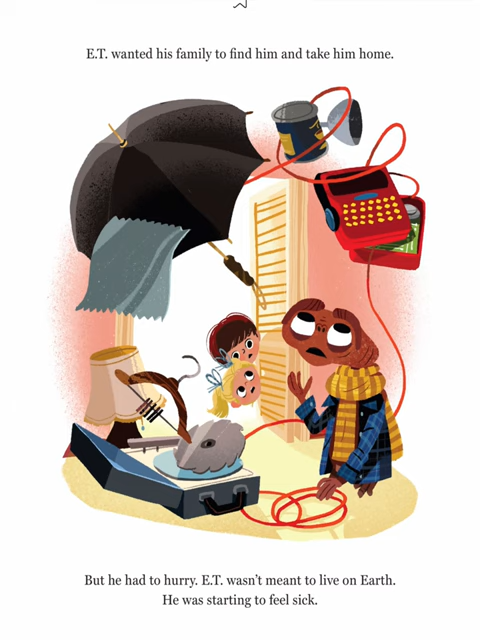 E.T. wanted his family to find him and take him home.
But he had to hurry. E.T. wasn't meant to live on Earth.
He was starting to feel sick.